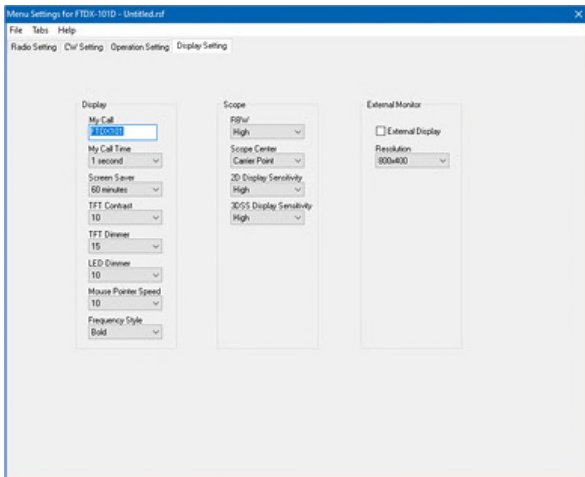 Menu Settings for FTDX-101D - Untitled.rsf
File Tabs Help
Radio Setting CW Setting Operation Setting Display Setting
Display
My Call
FTDX101
My Call Time
1 second
Screen Saver
60 minutes
TFT Contrast
10
TFT Dimmer
15
LED Dimmer
10
Mouse Pointer Speed
10
Frequency Style
Bold
Scope
RBW
High
Scope Center
Carrier Point
2D Display Sensitivity
High
3DSS Display Sensitivity
High
External Monitor
External Display
Resolution
800x400